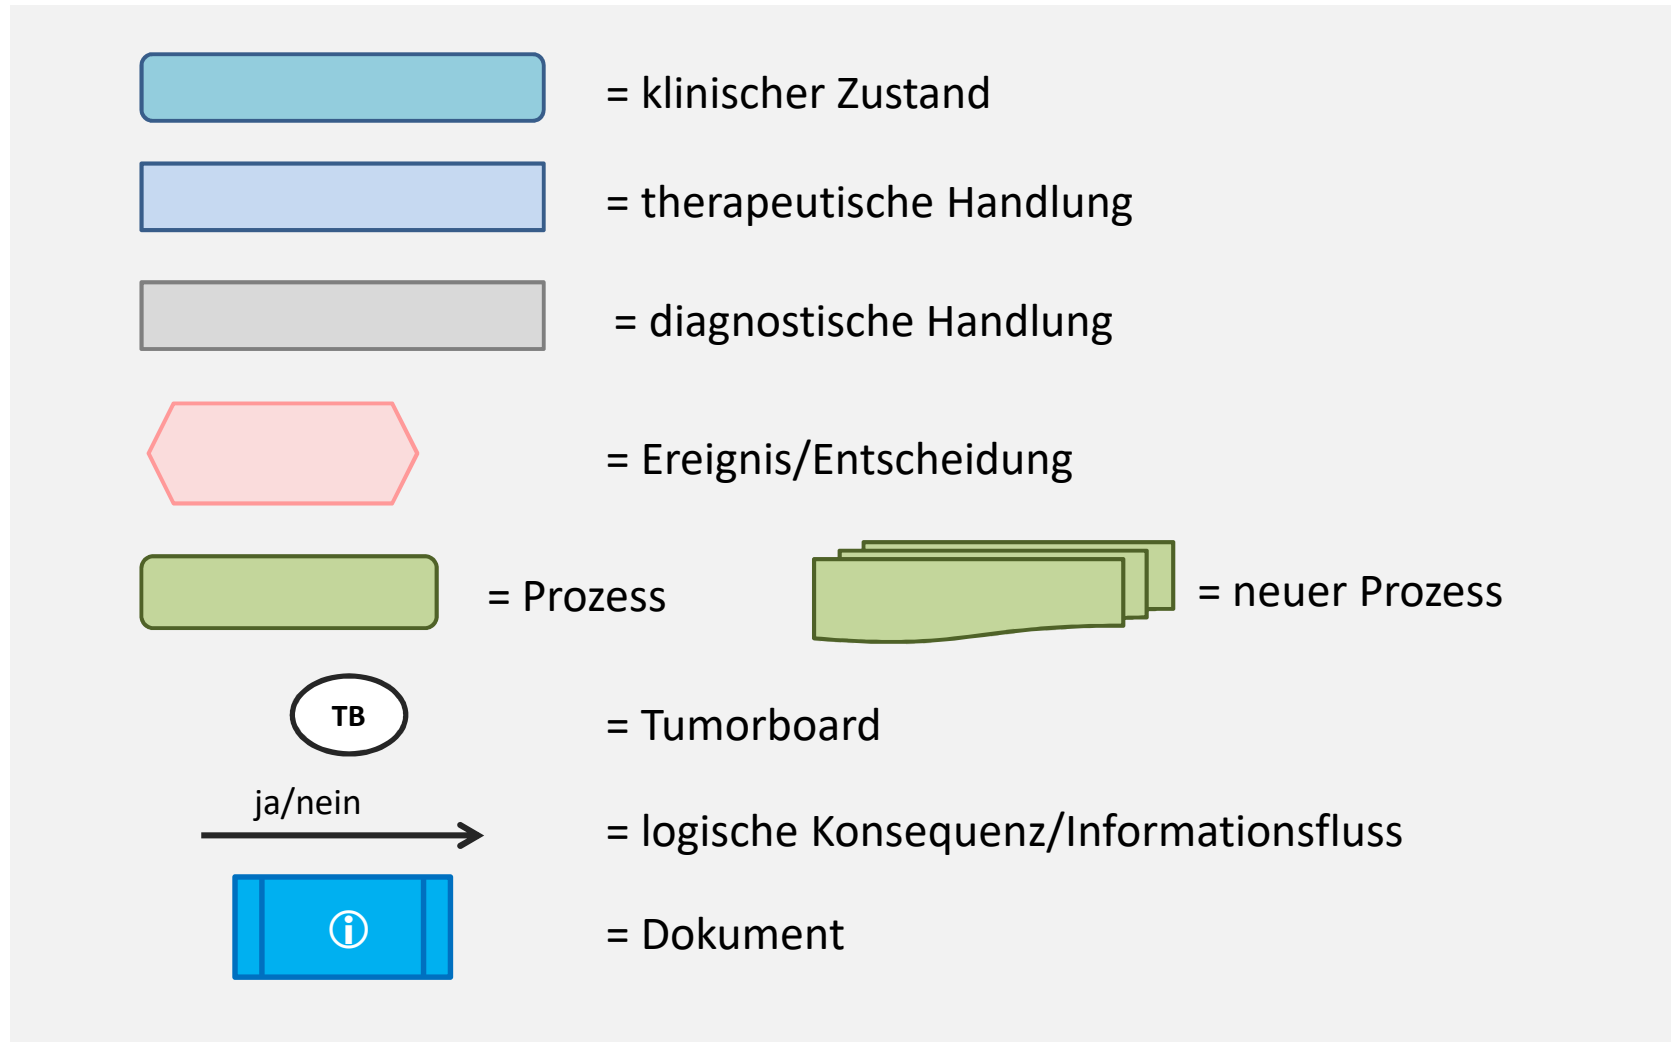 = klinischer Zustand
= therapeutische Handlung
= diagnostische Handlung
= Ereignis/Entscheidung
= Prozess
= neuer Prozess
TB
= Tumorboard
ja/nein
= logische Konsequenz/Informationsfluss
i
= Dokument